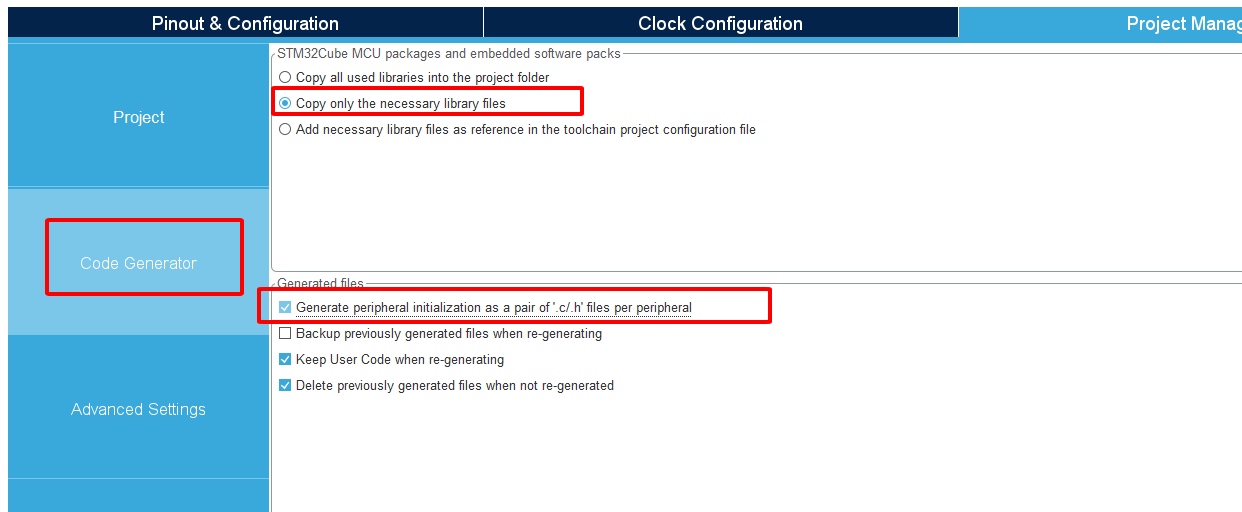 Pinout & Configuration
Clock Configuration
Project Manag
STM32Cube MCU packages and embedded software packs
Copy all used libraries into the project folder
Copy only the necessary library files
Add necessary library files as reference in the toolchain project configuration file
Project
Code Generator
Generated files
Generate peripheral initialization as a pair of '.c/.h' files per peripheral
Backup previously generated files when re-generating
Keep User Code when re-generating
Delete previously generated files when not re-generated
Advanced Settings